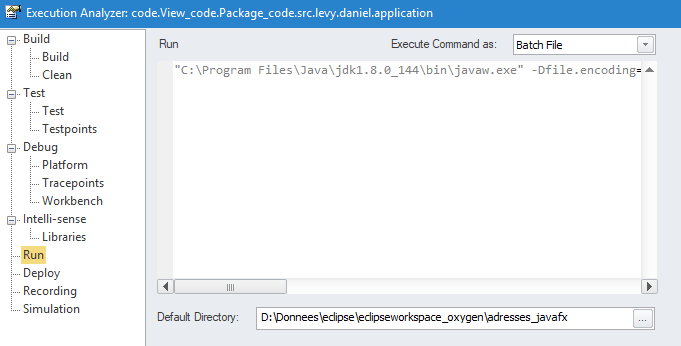 Execution Analyzer: code.View_code.Package_code.src.levy.daniel.application
Build
Build
Clean
Test
Test
Testpoints
Debug
Platform
Tracepoints
Workbench
Intelli-sense
Libraries
Run
Deploy
Recording
Simulation
Run
Execute Command as:
Batch File
"C:\Program Files\Java\jdk1.8.0_144\bin\javaw.exe" -Dfile.encoding=
Default Directory:
D:\Donnees\eclipse\eclipseworkspace_oxygen\adresses_javafx
...